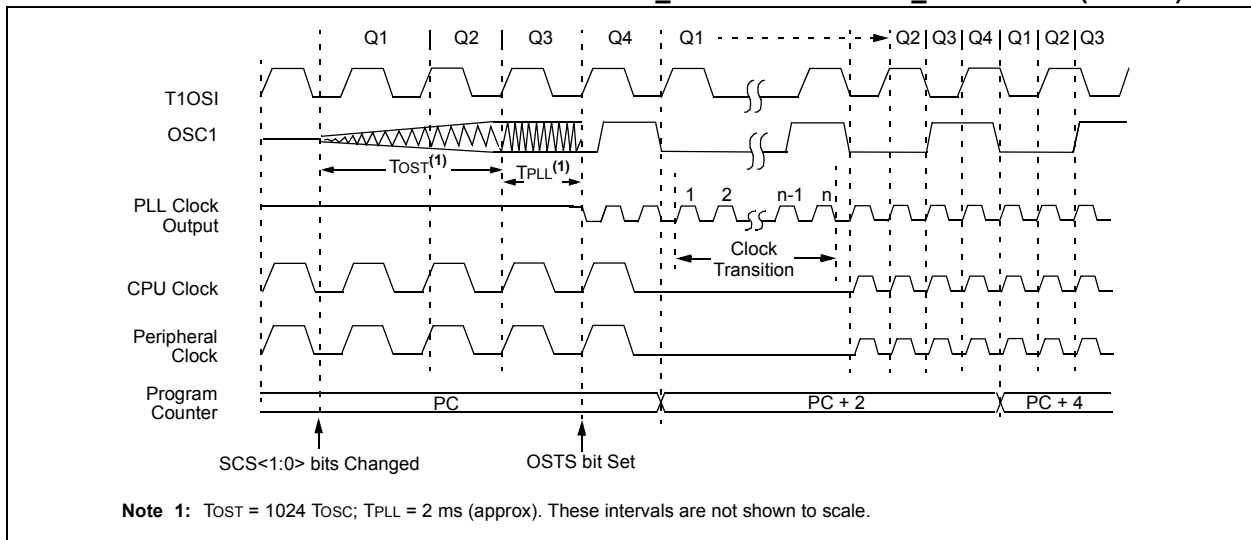 Q1 Q2 Q3 Q4 Q1 Q2 Q3 Q4 Q1 Q2 Q3
T1OSI
OSC1
TOST(1)
TPLL(1)
1 2 n-1 n
PLL Clock
Output
Clock
Transition
CPU Clock
Peripheral
Clock
Program
Counter
PC PC + 2 PC + 4
SCS<1:0> bits Changed
OSTS bit Set
Note 1: TOST = 1024 TOSC; TPLL = 2 ms (approx). These intervals are not shown to scale.